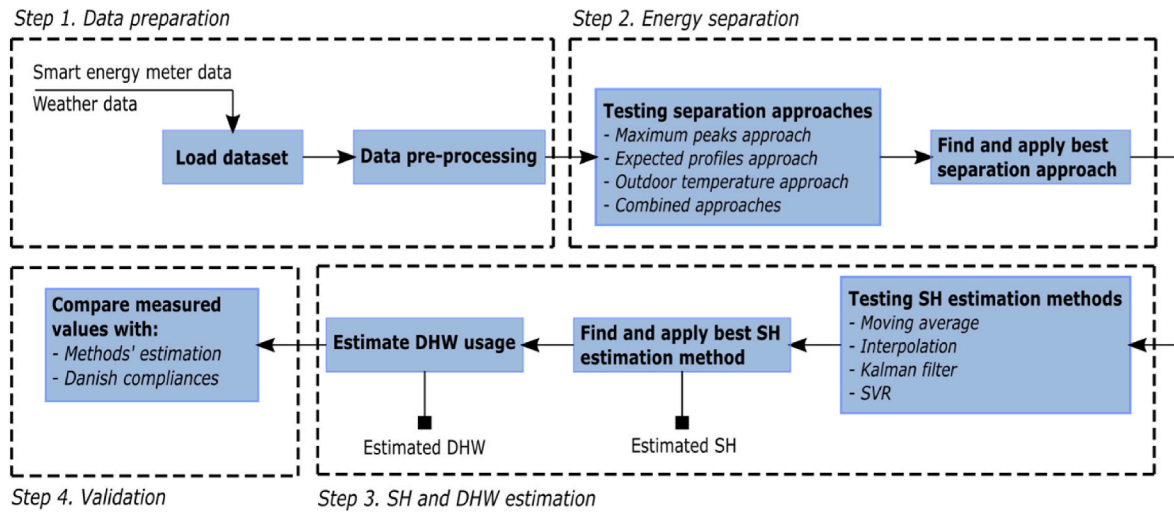 Step 1. Data preparation
Smart energy meter data
Weather data
Load dataset
Data pre-processing
Step 2. Energy separation
Testing separation approaches
- Maximum peaks approach
- Expected profiles approach
- Outdoor temperature approach
- Combined approaches
Find and apply best
separation approach
Testing SH estimation methods
- Moving average
- Interpolation
- Kalman filter
- SVR
Find and apply best SH
estimation method
Estimated SH
Estimate DHW usage
Estimated DHW
Step 3. SH and DHW estimation
Compare measured
values with:
- Methods' estimation
- Danish compliances
Step 4. Validation